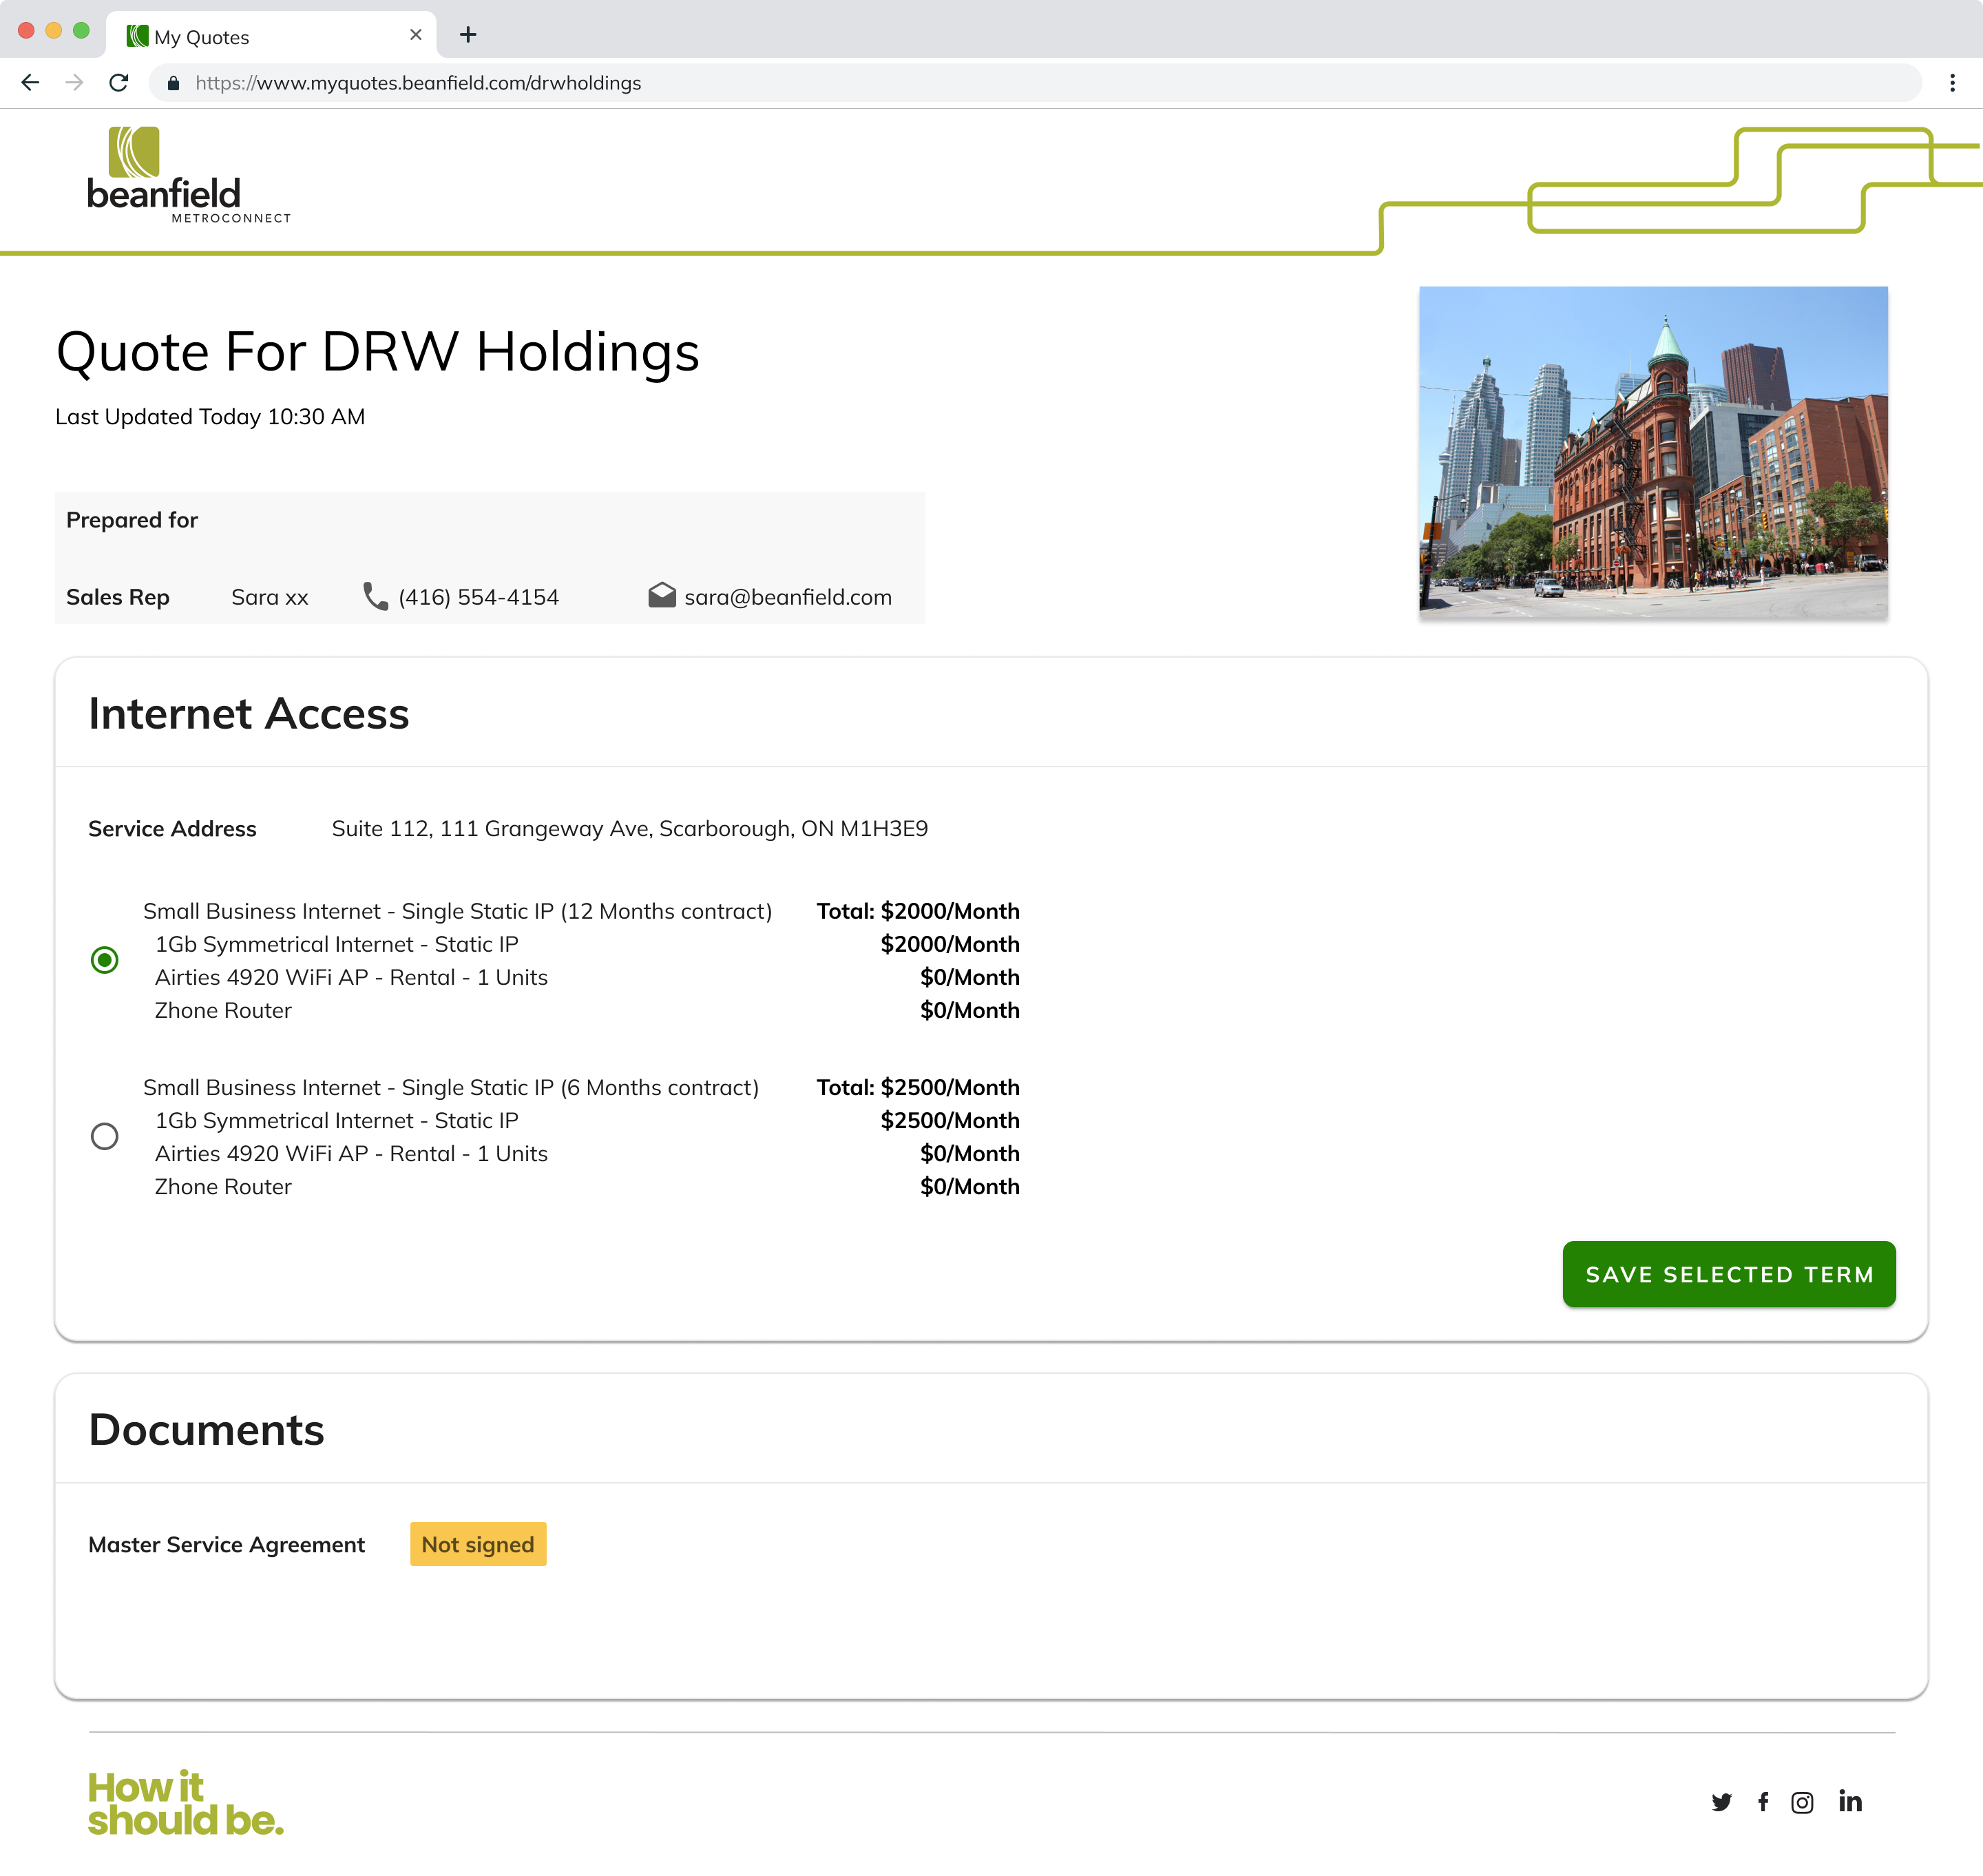 My Quotes
https://www.myquotes.beanfield.com/drwholdings
beanfield
METROCONNECT
Quote For DRW Holdings
Last Updated Today 10:30 AM
Prepared for
Sales Rep Sara xx (416) 554-4154 sara@beanfield.com
Internet Access
Service Address Suite 112, 111 Grangeway Ave, Scarborough, ON M1H3E9
Small Business Internet - Single Static IP (12 Months contract) Total: $2000/Month
1Gb Symmetrical Internet - Static IP $2000/Month
Airties 4920 WiFi AP - Rental - 1 Units $0/Month
Zhone Router $0/Month
Small Business Internet - Single Static IP (6 Months contract) Total: $2500/Month
1Gb Symmetrical Internet - Static IP $2500/Month
Airties 4920 WiFi AP - Rental - 1 Units $0/Month
Zhone Router $0/Month
SAVE SELECTED TERM
Documents
Master Service Agreement Not signed
How it
should be.